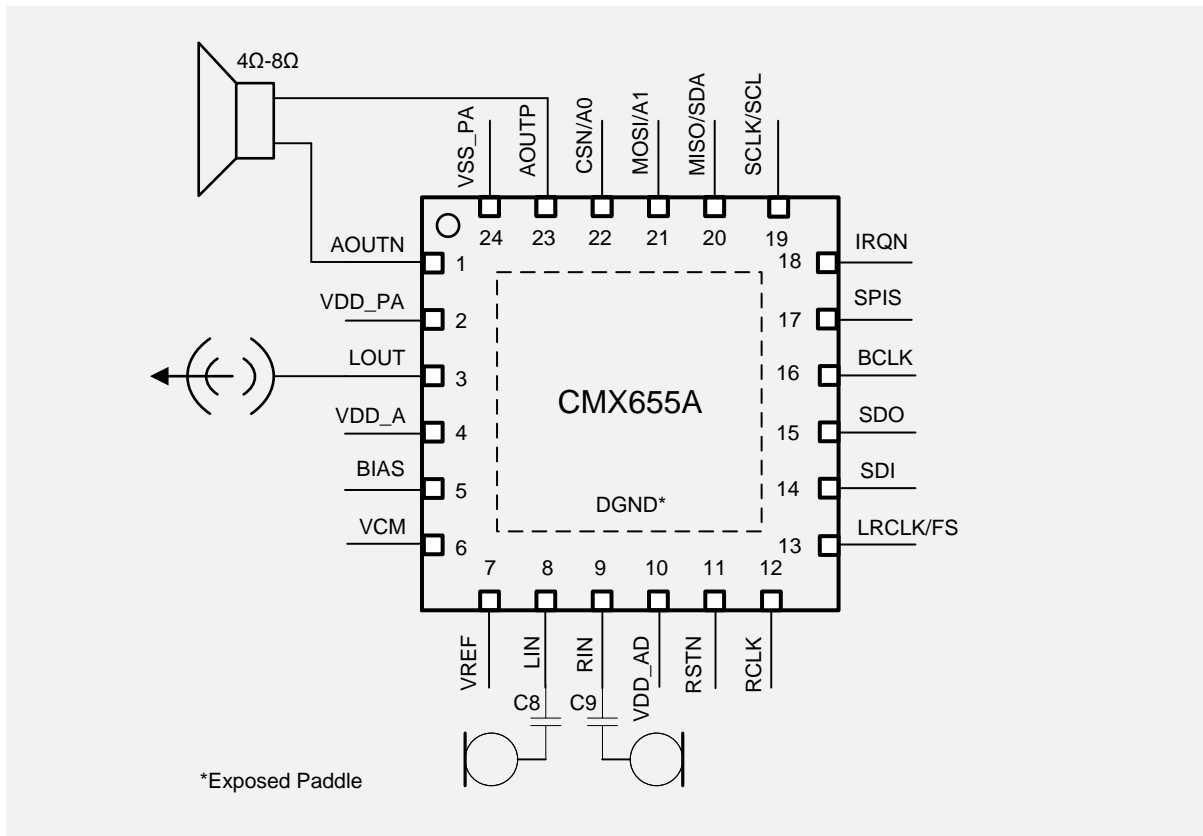 4Ω-8Ω
VSS_PA
AOUTP
CSN/A0
MOSI/A1
MISO/SDA
SCLK/SCL
24
23
22
21
20
19
AOUTN
1
VDD_PA
2
LOUT
3
VDD_A
4
BIAS
5
VCM
6
CMX655A
DGND*
18
IRQN
17
SPIS
16
BCLK
15
SDO
14
SDI
13
LRCLK/FS
7
8
9
10
11
12
VREF
LIN
RIN
VDD_AD
RSTN
RCLK
C8
C9
*Exposed Paddle